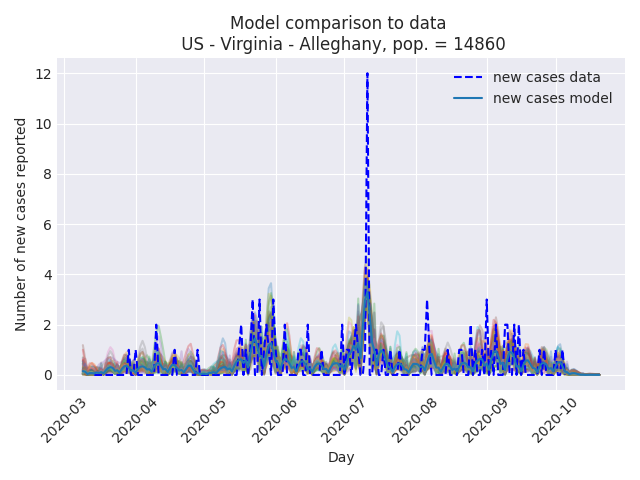 Model comparison to data
US - Virginia - Alleghany, pop. = 14860
new cases data
new cases model
Number of new cases reported
12
10
8
6
4
2
0
2020-03
2020-04
2020-05
2020-06
2020-07
2020-08
2020-09
2020-10
Day